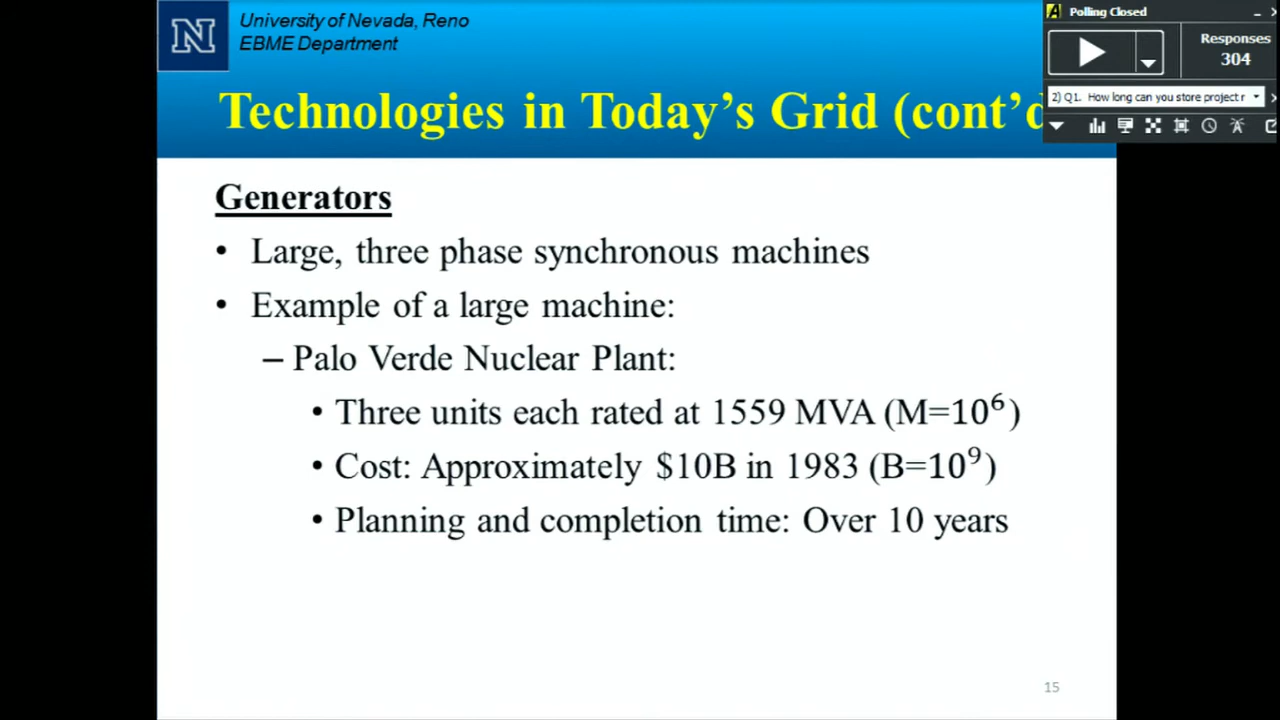 University of Nevada, Reno
EBME Department
Technologies in Today's Grid (cont'd
Polling Closed
Responses
304
2) Q1. How long can you store project r
Generators
• Large, three phase synchronous machines
• Example of a large machine:
– Palo Verde Nuclear Plant:
• Three units each rated at 1559 MVA (M=10⁶)
• Cost: Approximately $10B in 1983 (B=10⁹)
• Planning and completion time: Over 10 years
15